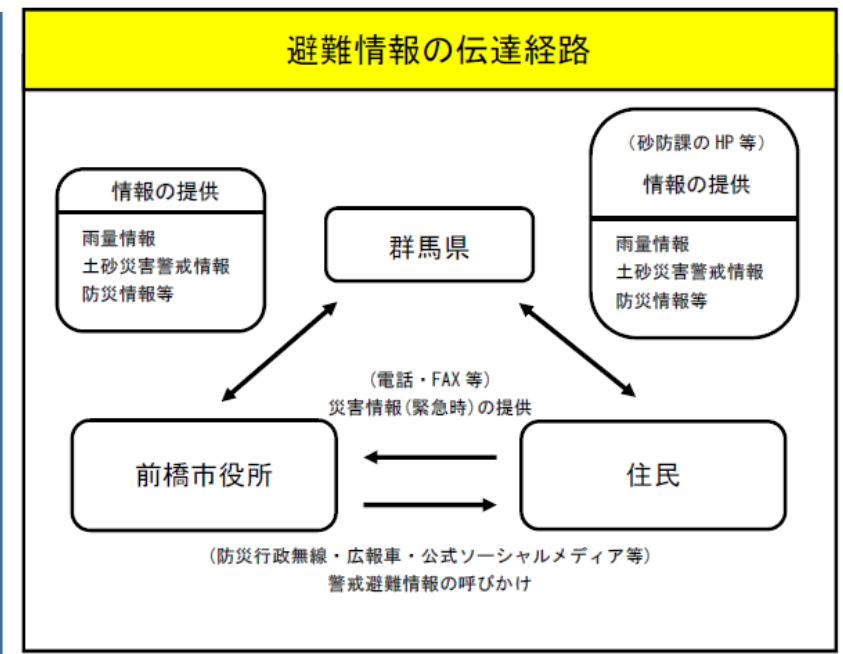 避難情報の伝達経路
(砂防課の HP 等)
情報の提供
雨量情報
土砂災害警戒情報
防災情報等
情報の提供
雨量情報
土砂災害警戒情報
防災情報等
群馬県
(電話・FAX 等)
災害情報(緊急時)の提供
前橋市役所
住民
(防災行政無線・広報車・公式ソーシャルメディア等)
警戒避難情報の呼びかけ